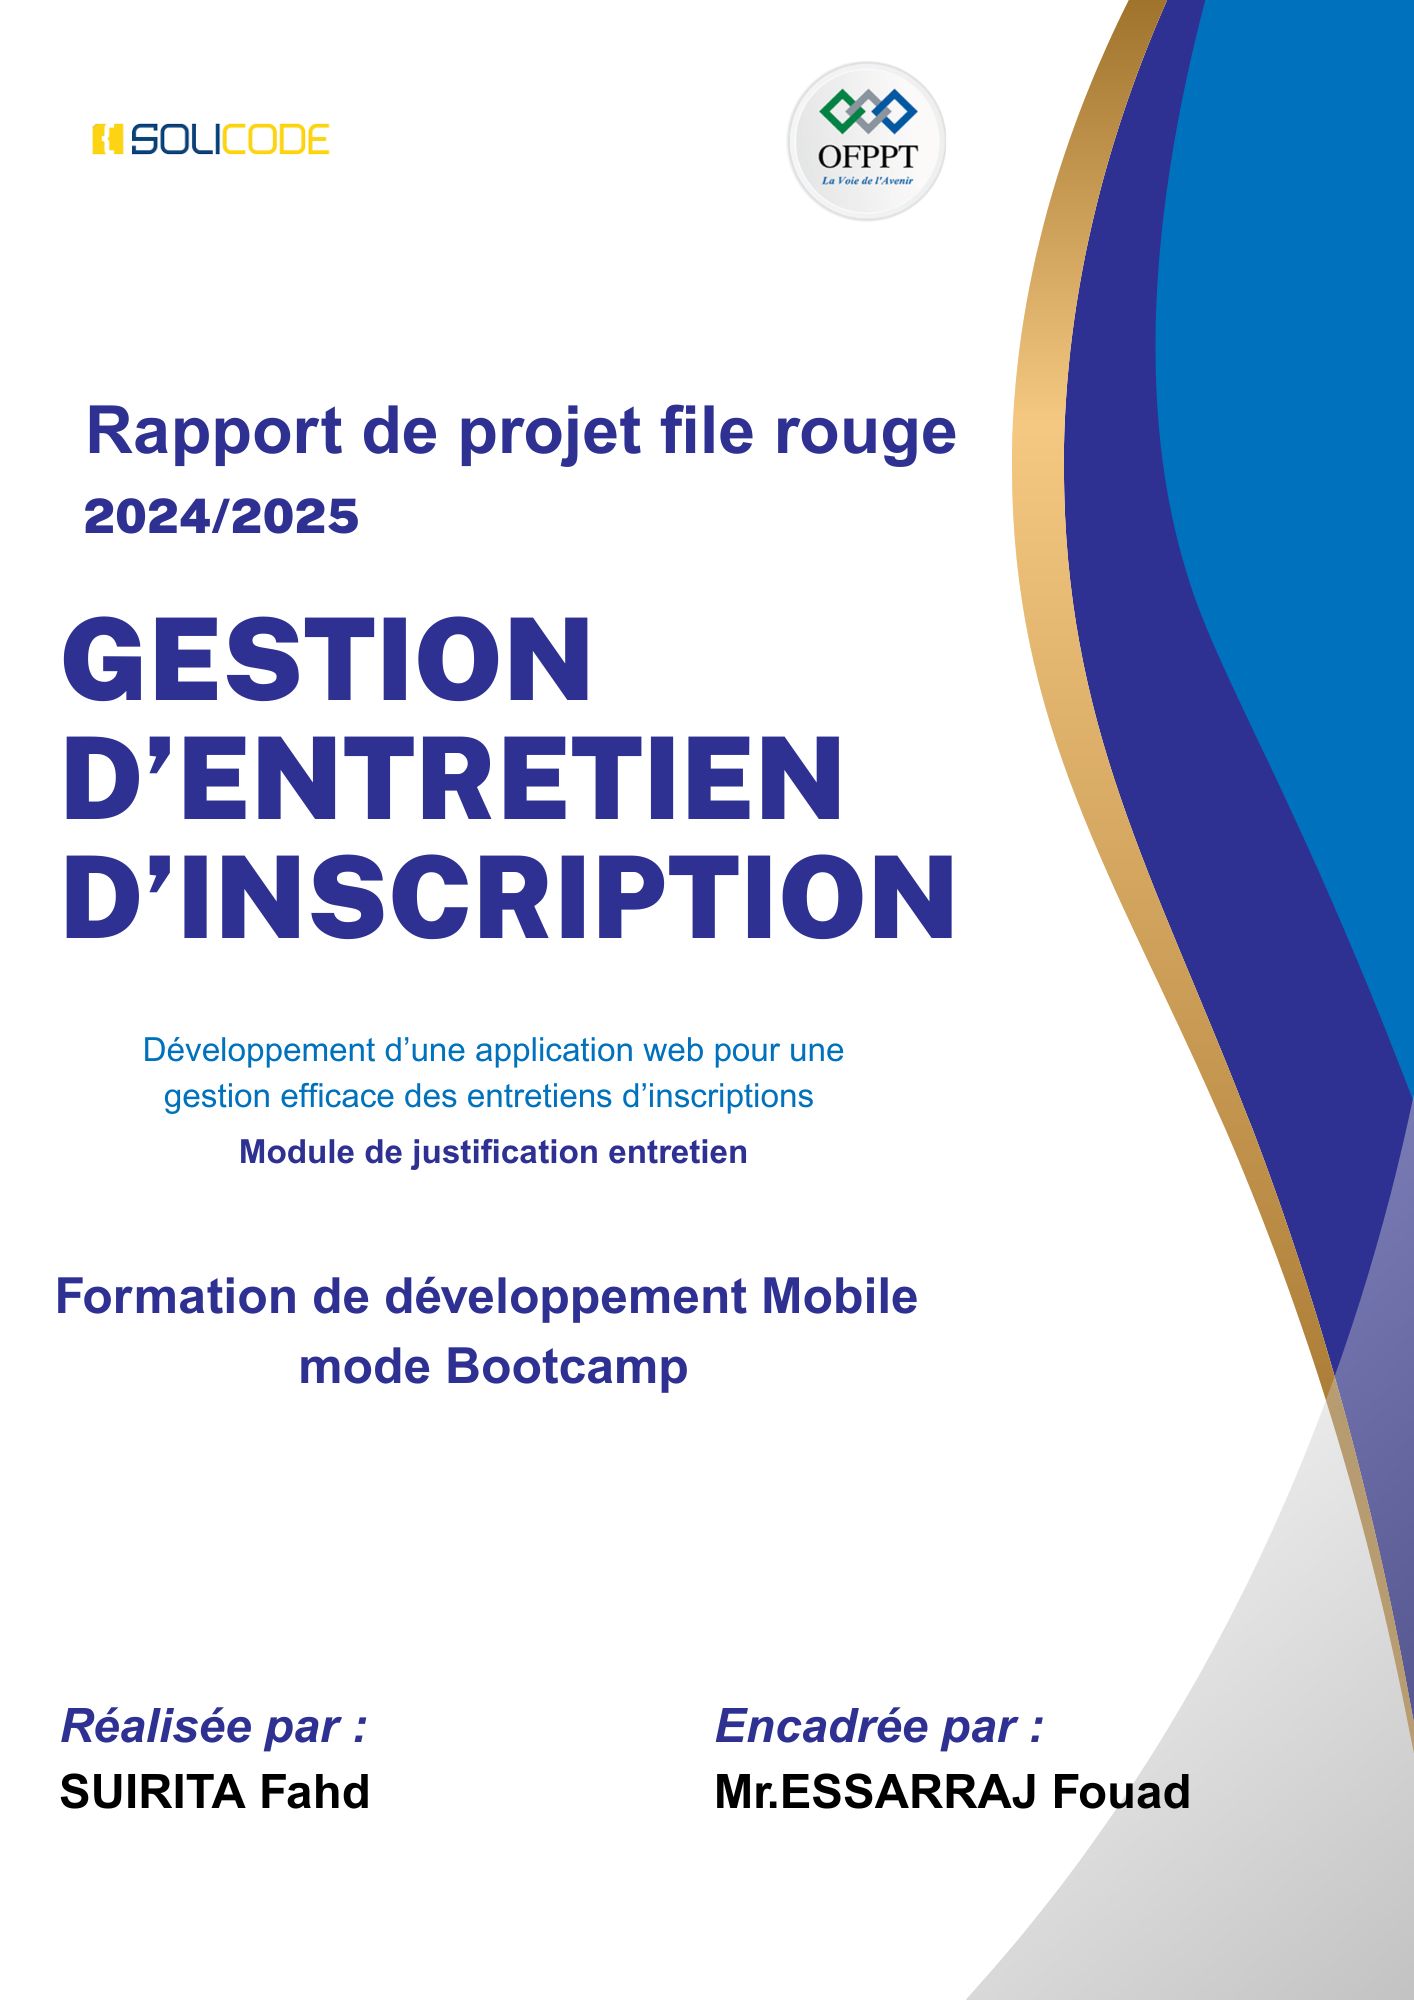 SOLICODE
OFPPT
La Voie de l'Avenir
Rapport de projet file rouge
2024/2025
GESTION
D’ENTRETIEN
D’INSCRIPTION
Développement d’une application web pour une
gestion efficace des entretiens d’inscriptions
Module de justification entretien
Formation de développement Mobile
mode Bootcamp
Réalisée par :
SUIRITA Fahd
Encadrée par :
Mr.ESSARRAJ Fouad